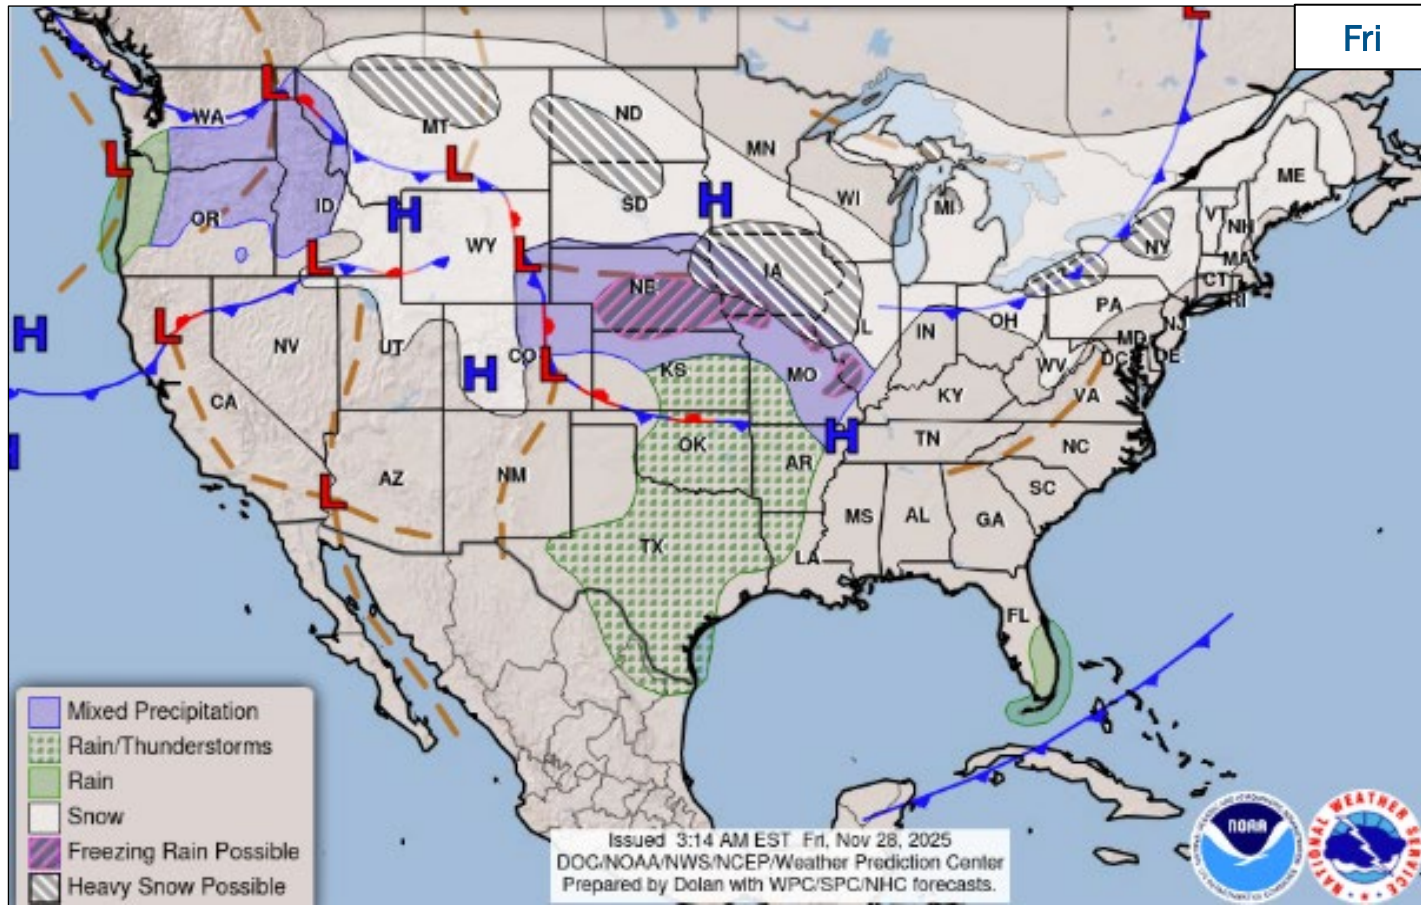 Fri
L
WA
L
MT
ND
MN
L
L
OR
ID
H
SD
H
WI
MI
ME
VT
NH
NY
MA
CT
RI
L
WY
L
NE
IA
IL
IN
OH
PA
NJ
MD
DE
DC
WV
VA
H
L
NV
UT
CO
L
H
KS
MO
KY
CA
H
OK
AR
H
TN
NC
SC
AZ
NM
L
TX
LA
MS
AL
GA
FL
Mixed Precipitation
Rain/Thunderstorms
Rain
Snow
Freezing Rain Possible
Heavy Snow Possible
Issued 3:14 AM EST Fri, Nov 28, 2025
DOC/NOAA/NWS/NCEP/Weather Prediction Center
Prepared by Dolan with WPC/SPC/NHC forecasts.
NOAA
NATIONAL WEATHER SERVICE